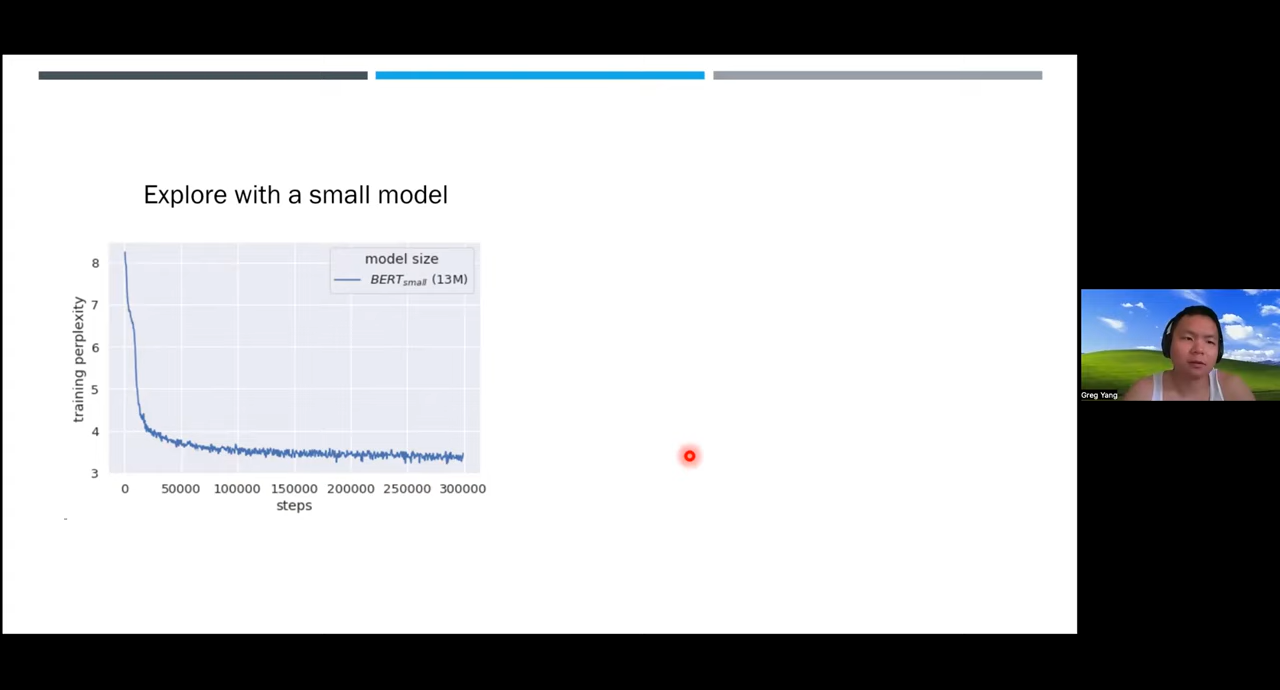 Explore with a small model
model size
BERTsmall (13M)
training perplexity
8
7
6
5
4
3
0 50000 100000 150000 200000 250000 300000
steps
-
Greg Yang